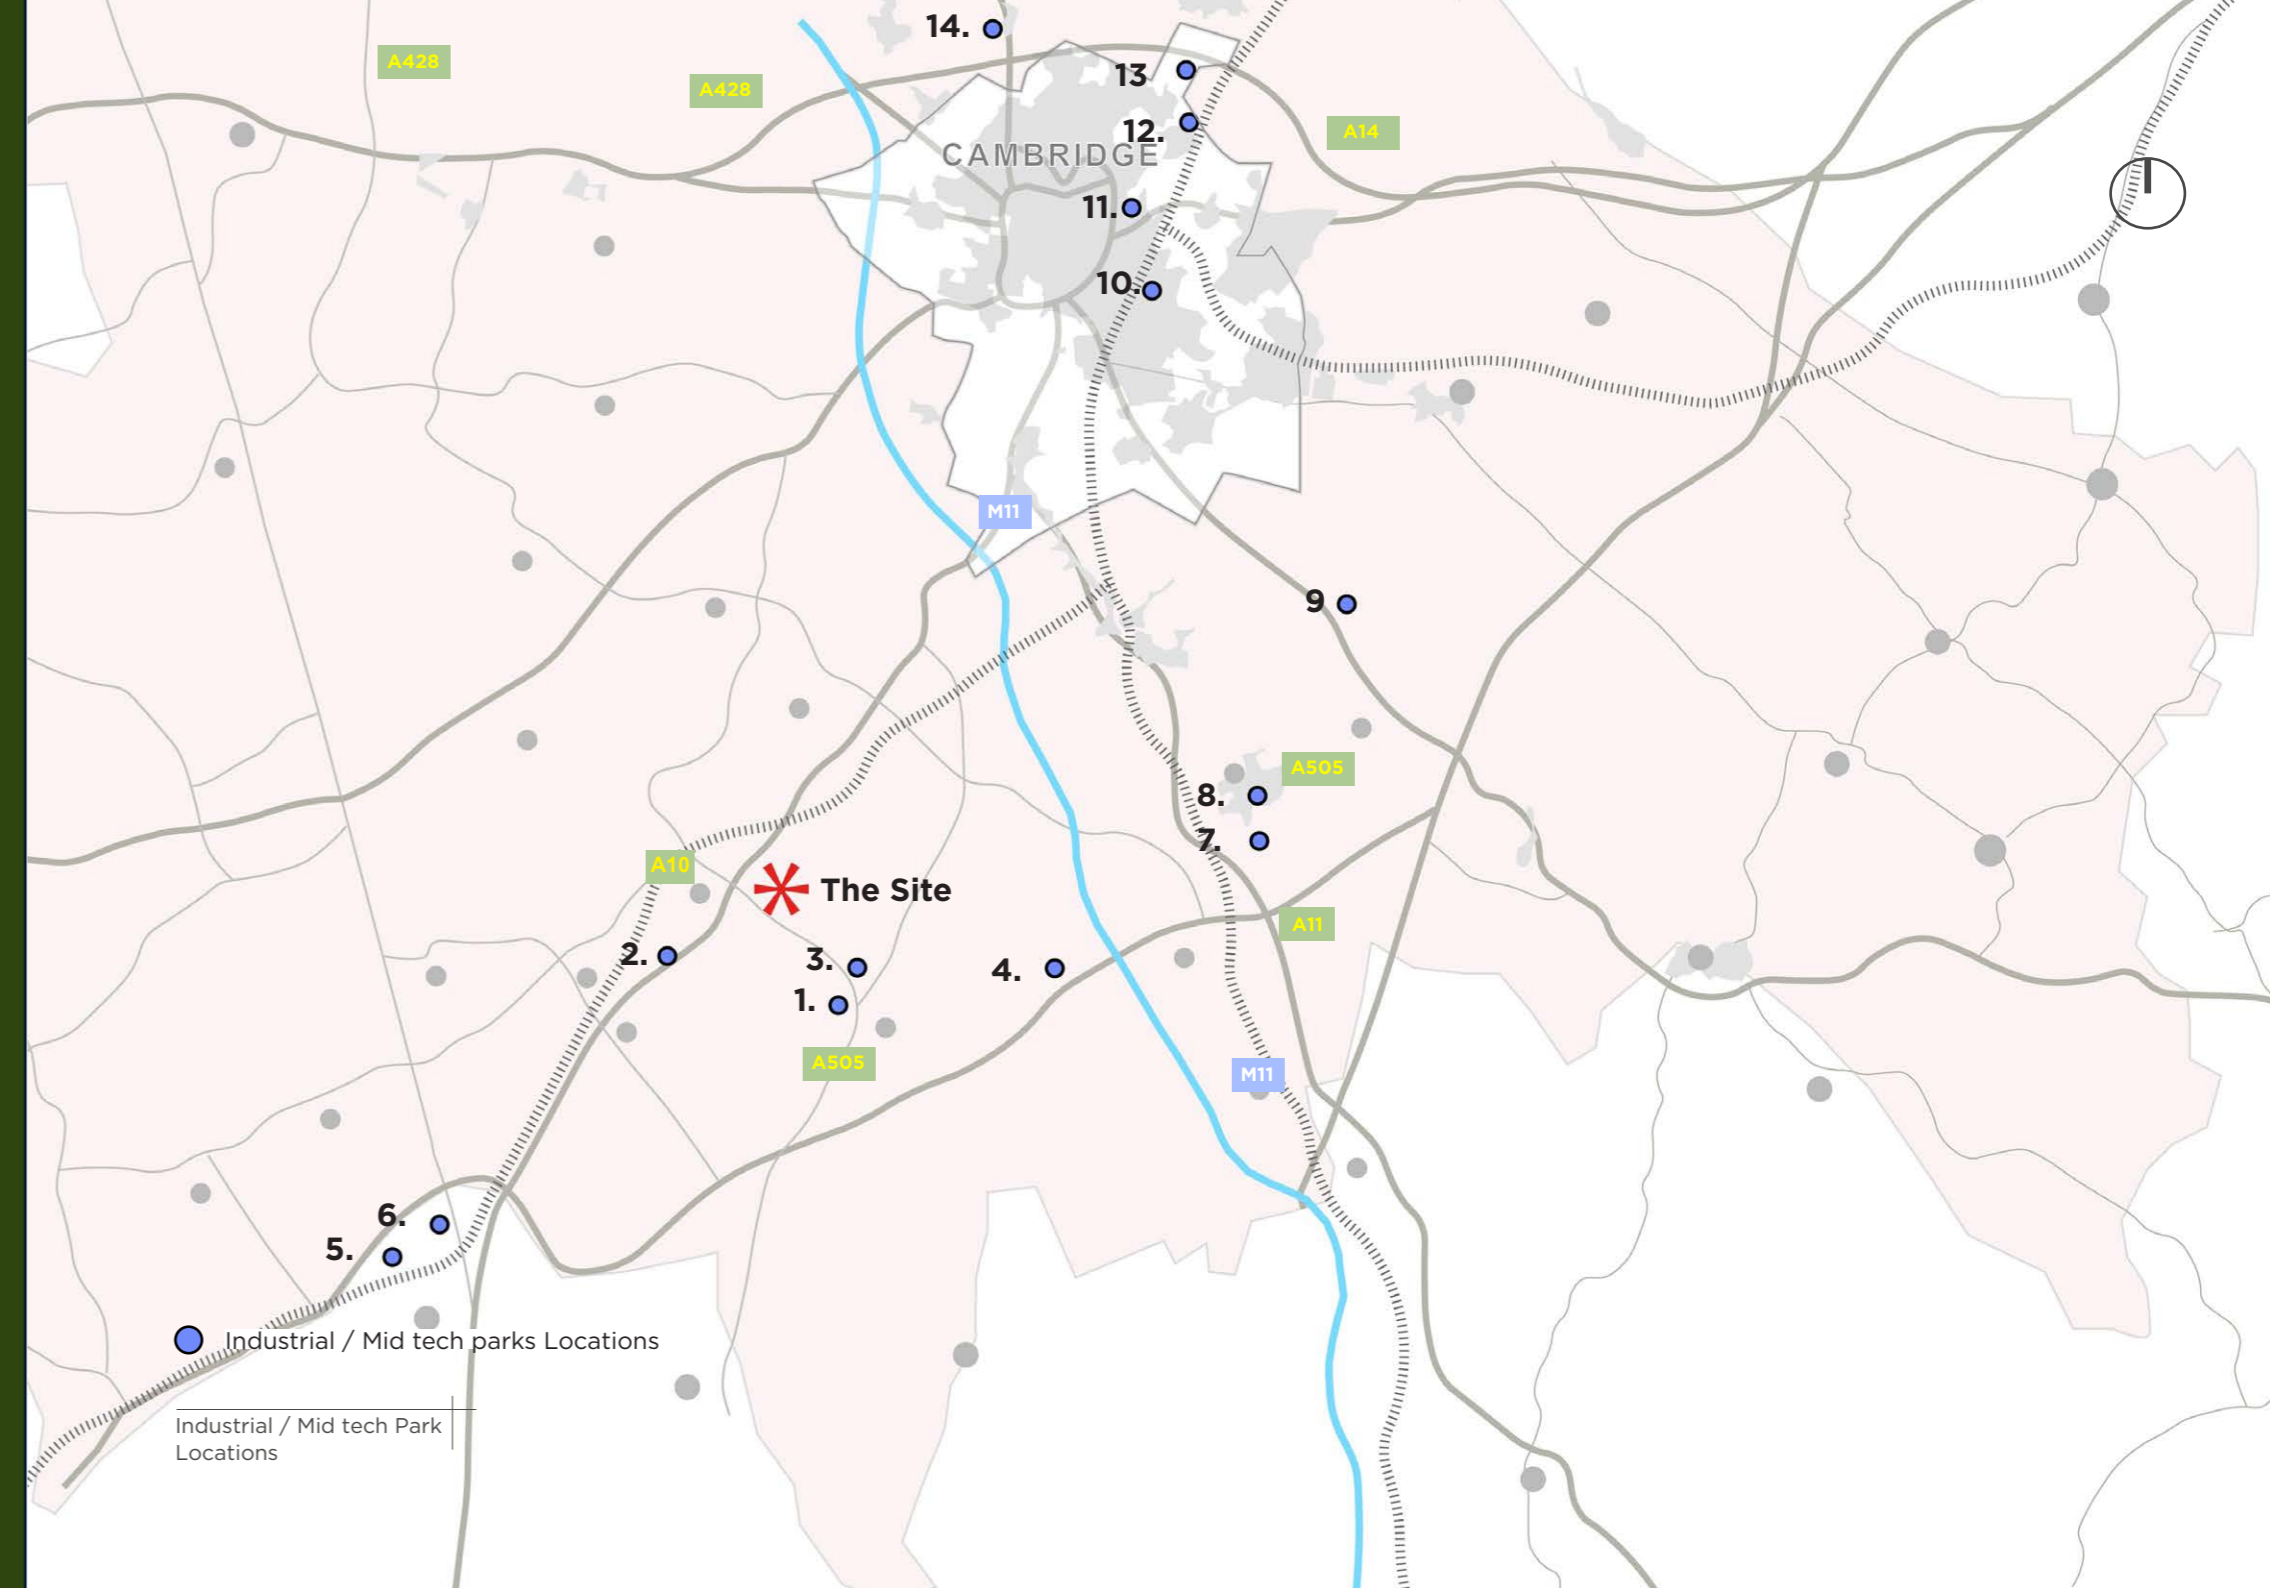 14.
A428
13
A428
12.
A14
CAMBRIDGE
11.
10.
M11
9
A505
8.
7.
A10
The Site
A11
2.
3.
4.
1.
A505
M11
6.
5.
Industrial / Mid tech parks Locations
Industrial / Mid tech Park
Locations